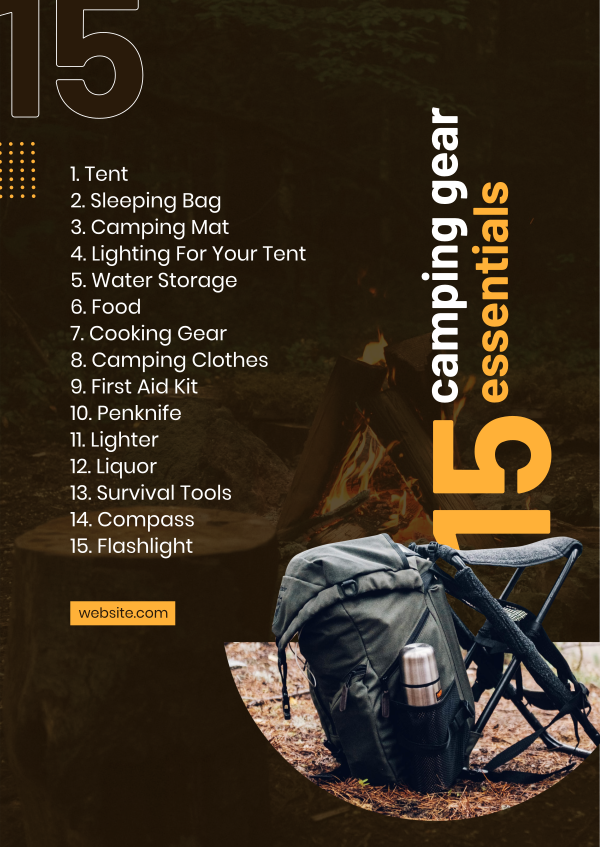 15
1. Tent
2. Sleeping Bag
3. Camping Mat
4. Lighting For Your Tent
5. Water Storage
6. Food
7. Cooking Gear
8. Camping Clothes
9. First Aid Kit
10. Penknife
11. Lighter
12. Liquor
13. Survival Tools
14. Compass
15. Flashlight
website.com
15
camping gear
essentials